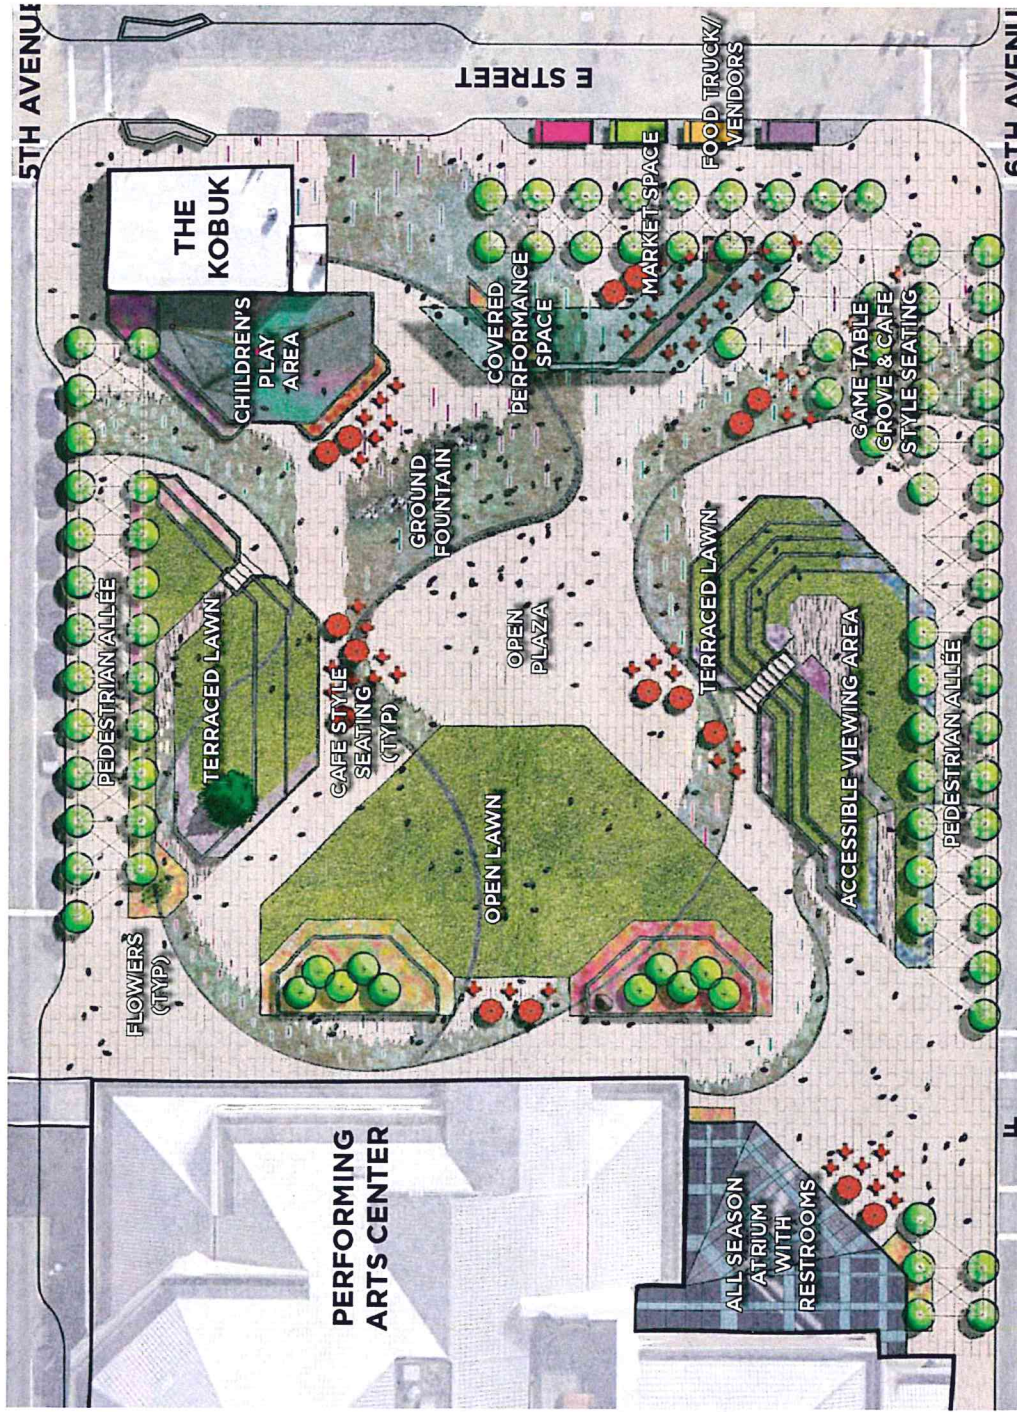 5TH AVENUE
E STREET
THE
KOBUK
CHILDREN'S
PLAY
AREA
COVERED
PERFORMANCE
SPACE
MARKET SPACE
FOOD TRUCK/
VENDORS
6TH AVENU
GAME TABLE
GROVE & CAFE
STYLE SEATING
GROUND
FOUNTAIN
PEDESTRIAN ALLÉE
TERRACED LAWN
CAFE STYLE
SEATING
(TYP)
OPEN
PLAZA
TERRACED LAWN
ACCESSIBLE VIEWING AREA
PEDESTRIAN ALLÉE
OPEN LAWN
FLOWERS
(TYP)
PERFORMING
ARTS CENTER
ALL SEASON
ATRIUM
WITH
RESTROOMS